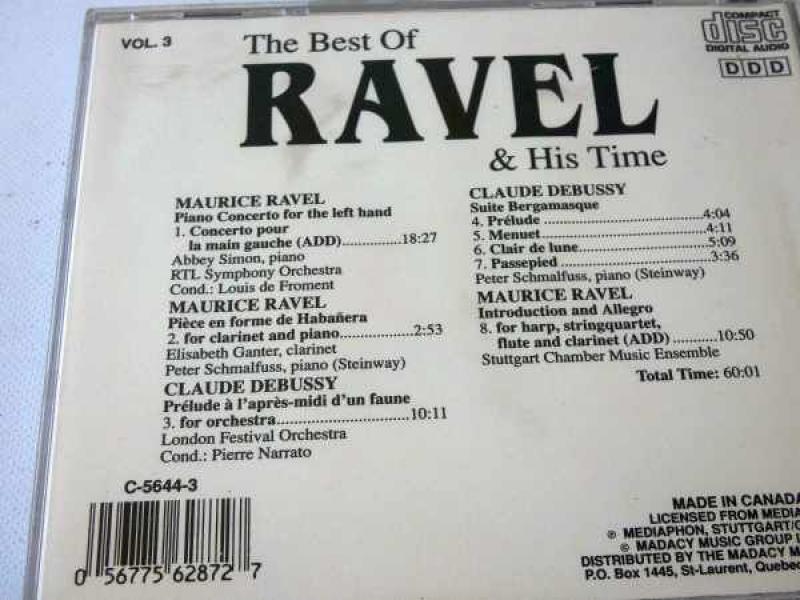 VOL. 3
The Best Of
RAVEL
& His Time
COMPACT
disc
DIGITAL AUDIO
DDD
MAURICE RAVEL
Piano Concerto for the left hand
1. Concerto pour
la main gauche (ADD)..............18:27
Abbey Simon, piano
RTL Symphony Orchestra
Cond.: Louis de Froment
MAURICE RAVEL
Pièce en forme de Habañera
2. for clarinet and piano..............2:53
Elisabeth Ganter, clarinet
Peter Schmalfuss, piano (Steinway)
CLAUDE DEBUSSY
Prélude à l'après-midi d'un faune
3. for orchestra..........................10:11
London Festival Orchestra
Cond.: Pierre Narrato
CLAUDE DEBUSSY
Suite Bergamasque
4. Prélude ...............................4:04
5. Menuet................................4:11
6. Clair de lune..........................5:09
7. Passepied .............................3:36
Peter Schmalfuss, piano (Steinway)
MAURICE RAVEL
Introduction and Allegro
8. for harp, stringquartet,
flute and clarinet (ADD) ...........10:50
Stuttgart Chamber Music Ensemble
Total Time: 60:01
C-5644-3
0 56775 62872 7
MADE IN CANADA
LICENSED FROM MEDIA
℗ MEDIAPHON, STUTTGART/G
© MADACY MUSIC GROUP
DISTRIBUTED BY THE MADACY M
P.O. Box 1445, St-Laurent, Quebec